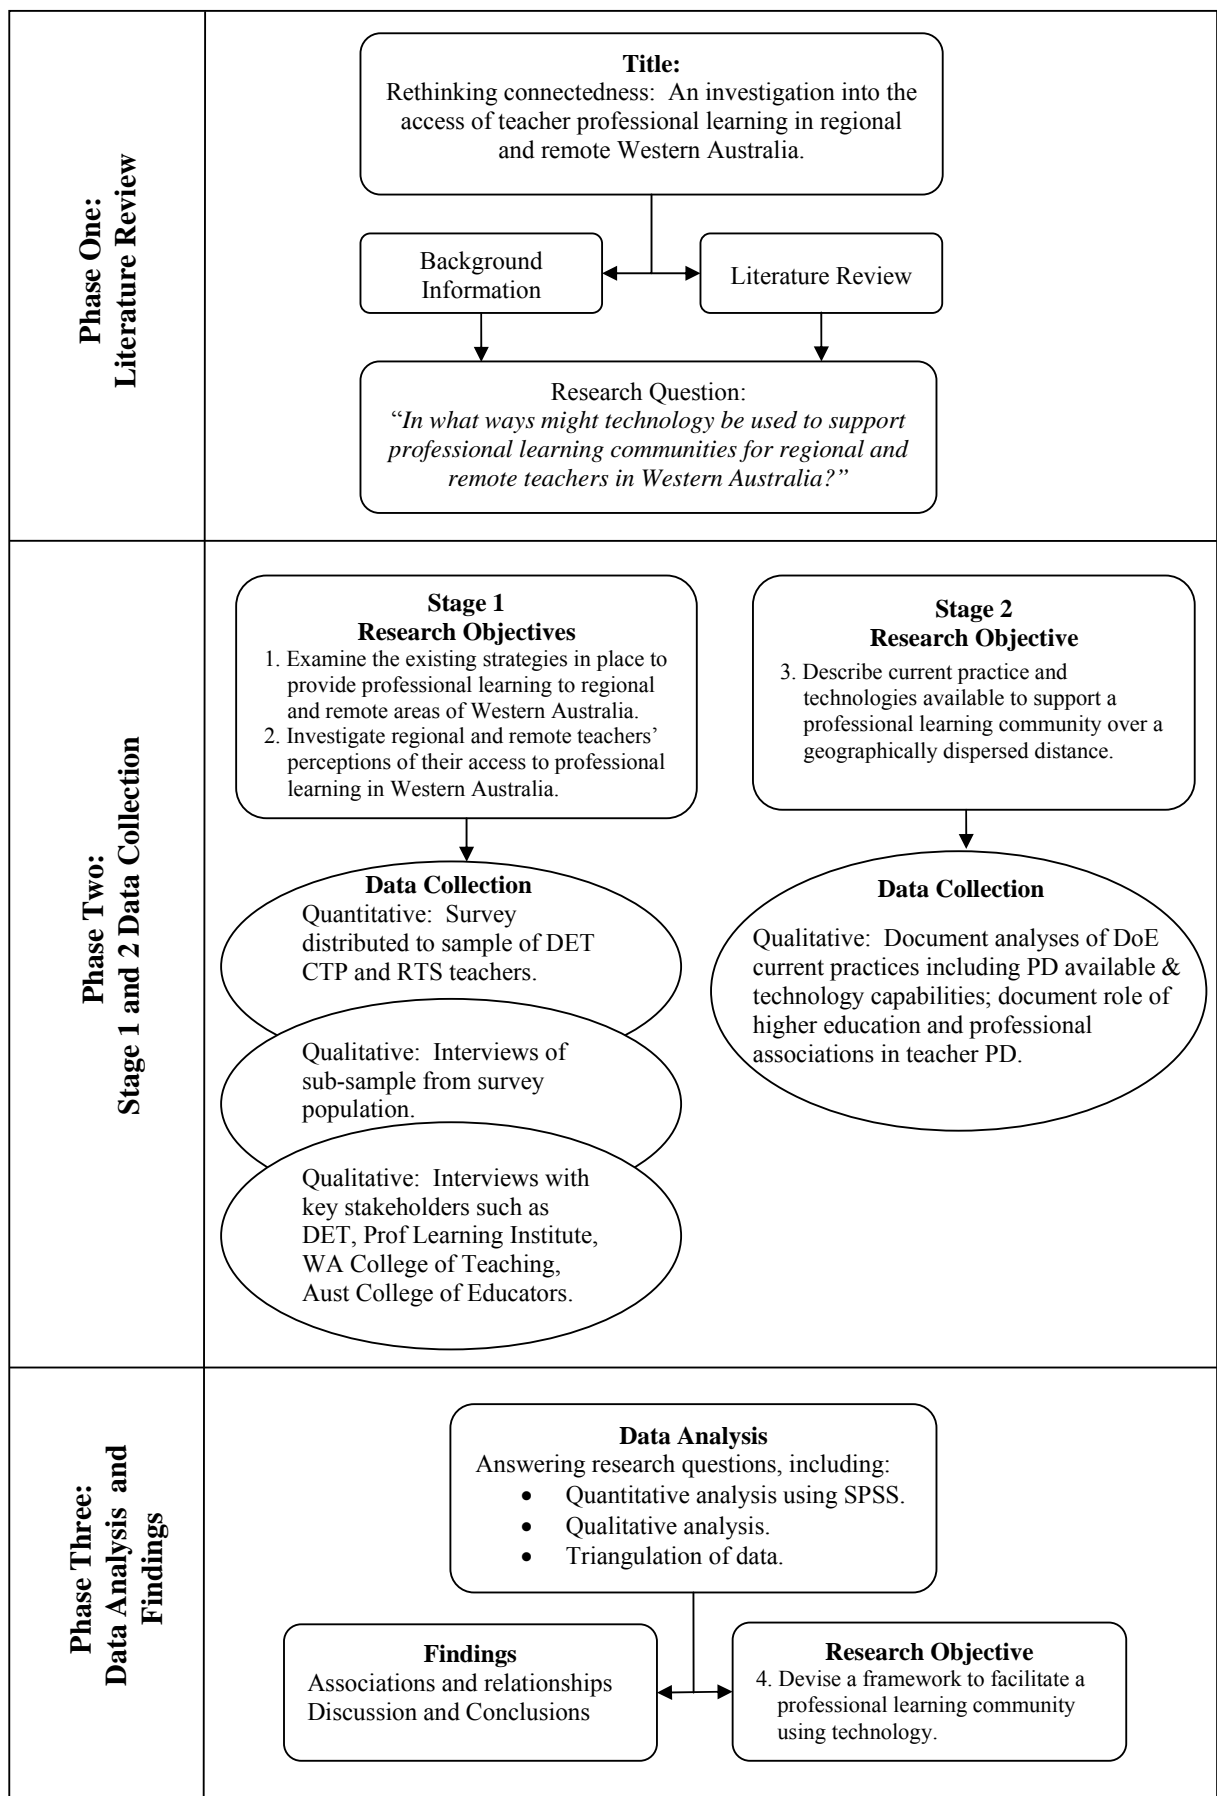 Phase One:
Literature Review
Title:
Rethinking connectedness:  An investigation into the
access of teacher professional learning in regional
and remote Western Australia.
Background
Information
Literature Review
Research Question:
“In what ways might technology be used to support
professional learning communities for regional and
remote teachers in Western Australia?”
Phase Two:
Stage 1 and 2 Data Collection
Stage 1
Research Objectives
1. Examine the existing strategies in place to
provide professional learning to regional
and remote areas of Western Australia.
2. Investigate regional and remote teachers’
perceptions of their access to professional
learning in Western Australia.
Stage 2
Research Objective
3. Describe current practice and
technologies available to support a
professional learning community over a
geographically dispersed distance.
Data Collection
Quantitative:  Survey
distributed to sample of DET
CTP and RTS teachers.
Qualitative:  Interviews of
sub-sample from survey
population.
Qualitative:  Interviews with
key stakeholders such as
DET, Prof Learning Institute,
WA College of Teaching,
Aust College of Educators.
Data Collection
Qualitative:  Document analyses of DoE
current practices including PD available &
technology capabilities; document role of
higher education and professional
associations in teacher PD.
Phase Three:
Data Analysis  and
Findings
Data Analysis
Answering research questions, including:
• Quantitative analysis using SPSS.
• Qualitative analysis.
• Triangulation of data.
Findings
Associations and relationships
Discussion and Conclusions
Research Objective
4. Devise a framework to facilitate a
professional learning community
using technology.